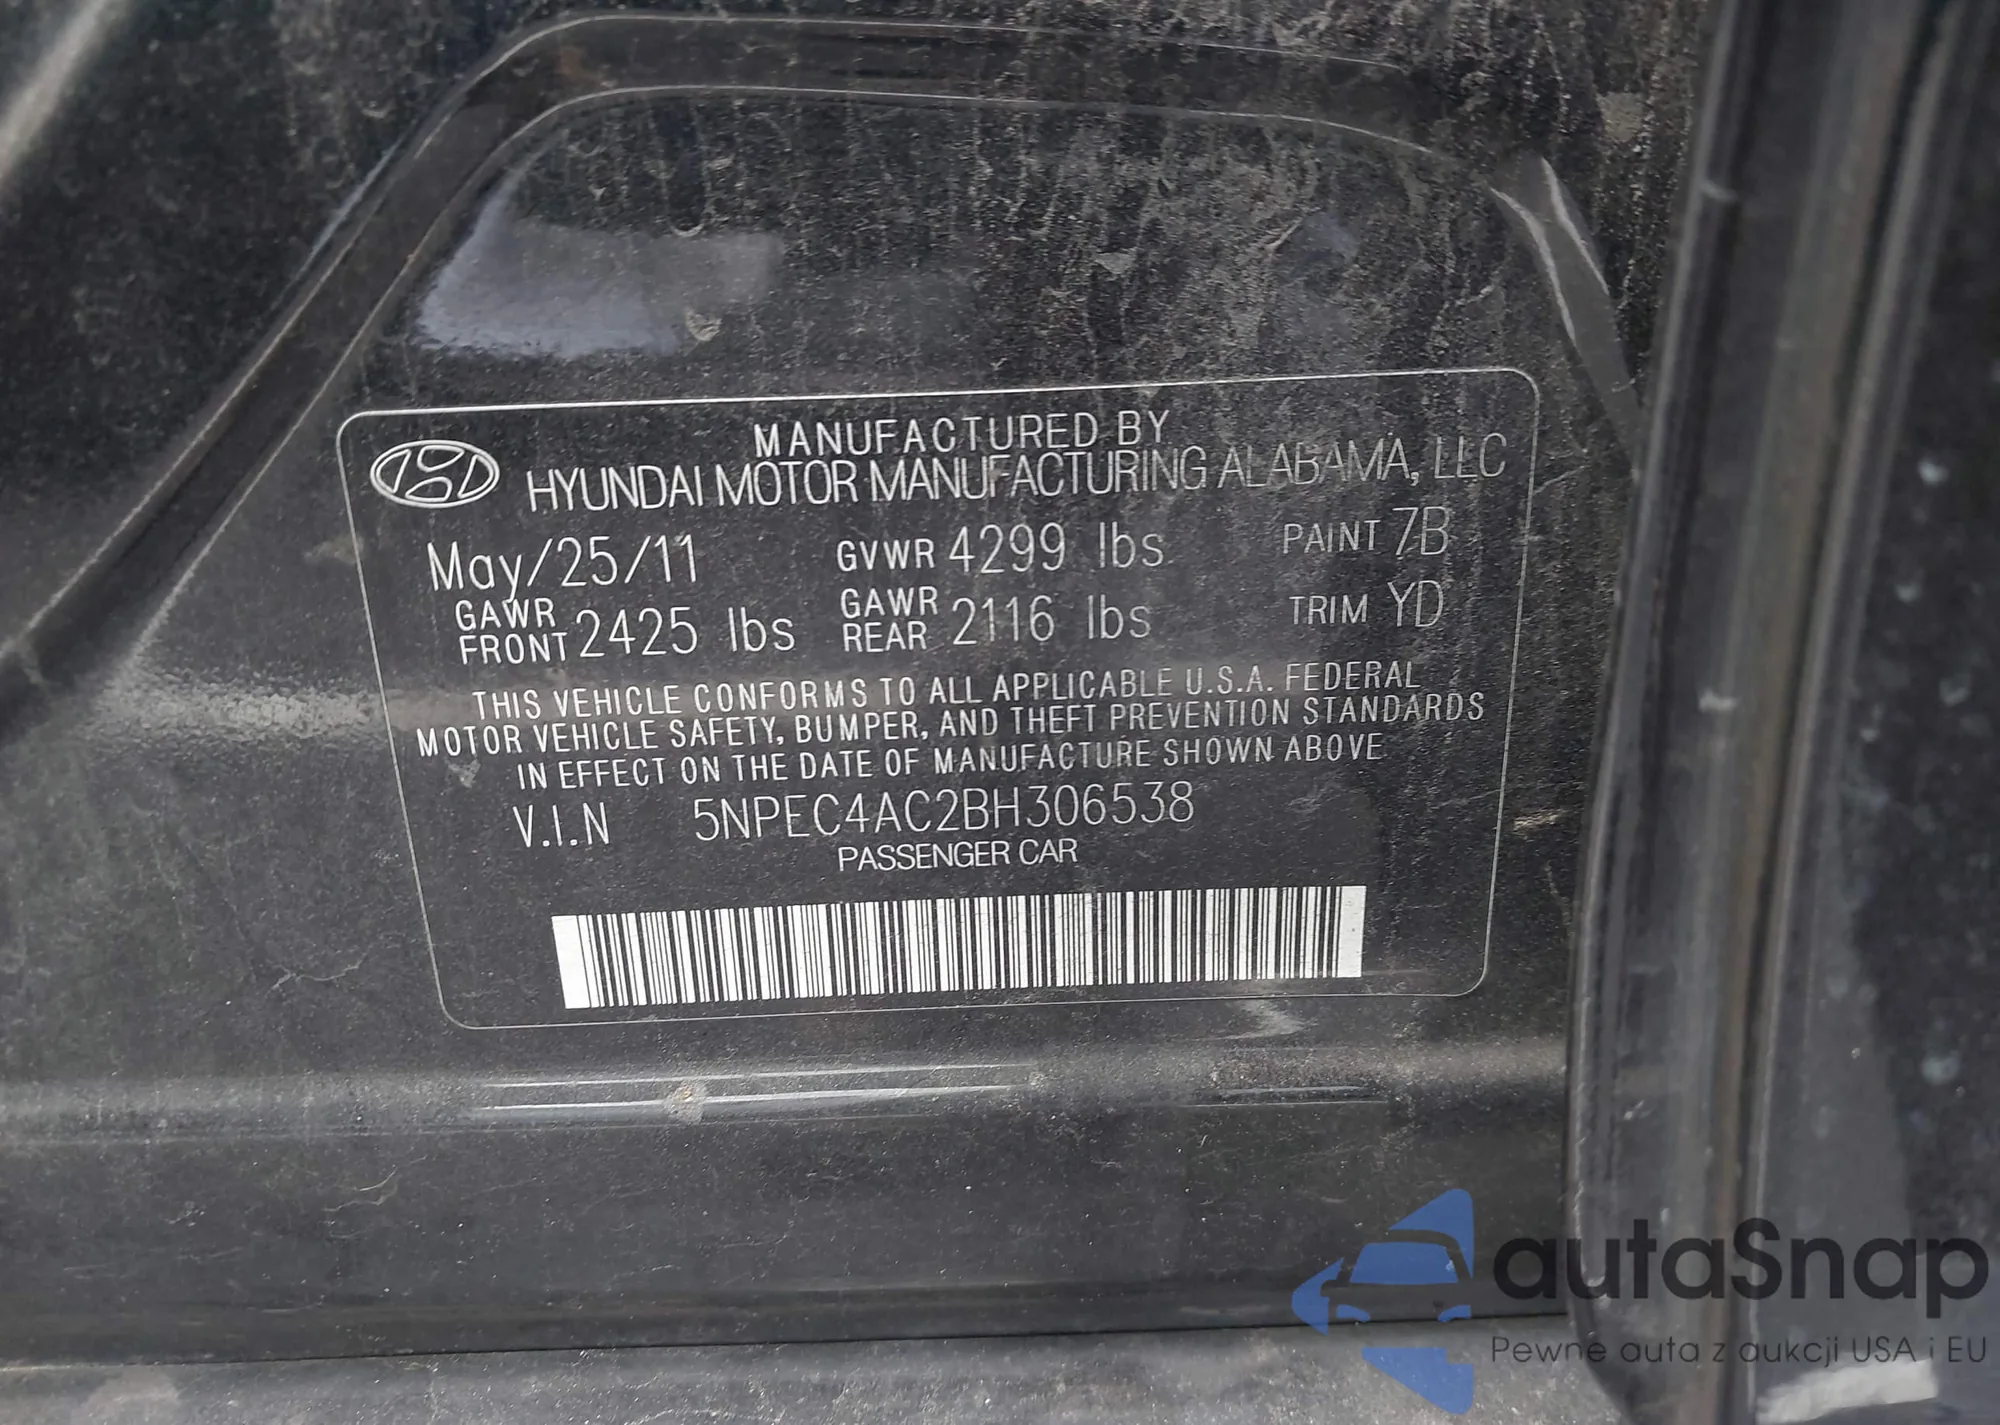 MANUFACTURED BY
HYUNDAI MOTOR MANUFACTURING ALABAMA, LLC
May/25/11 GVWR 4299 lbs PAINT 7B
GAWR FRONT 2425 lbs GAWR REAR 2116 lbs TRIM YD
THIS VEHICLE CONFORMS TO ALL APPLICABLE U.S.A. FEDERAL
MOTOR VEHICLE SAFETY, BUMPER, AND THEFT PREVENTION STANDARDS
IN EFFECT ON THE DATE OF MANUFACTURE SHOWN ABOVE
V.I.N 5NPEC4AC2BH306538
PASSENGER CAR
autaSnap
Pewne auta z aukcji USA i EU